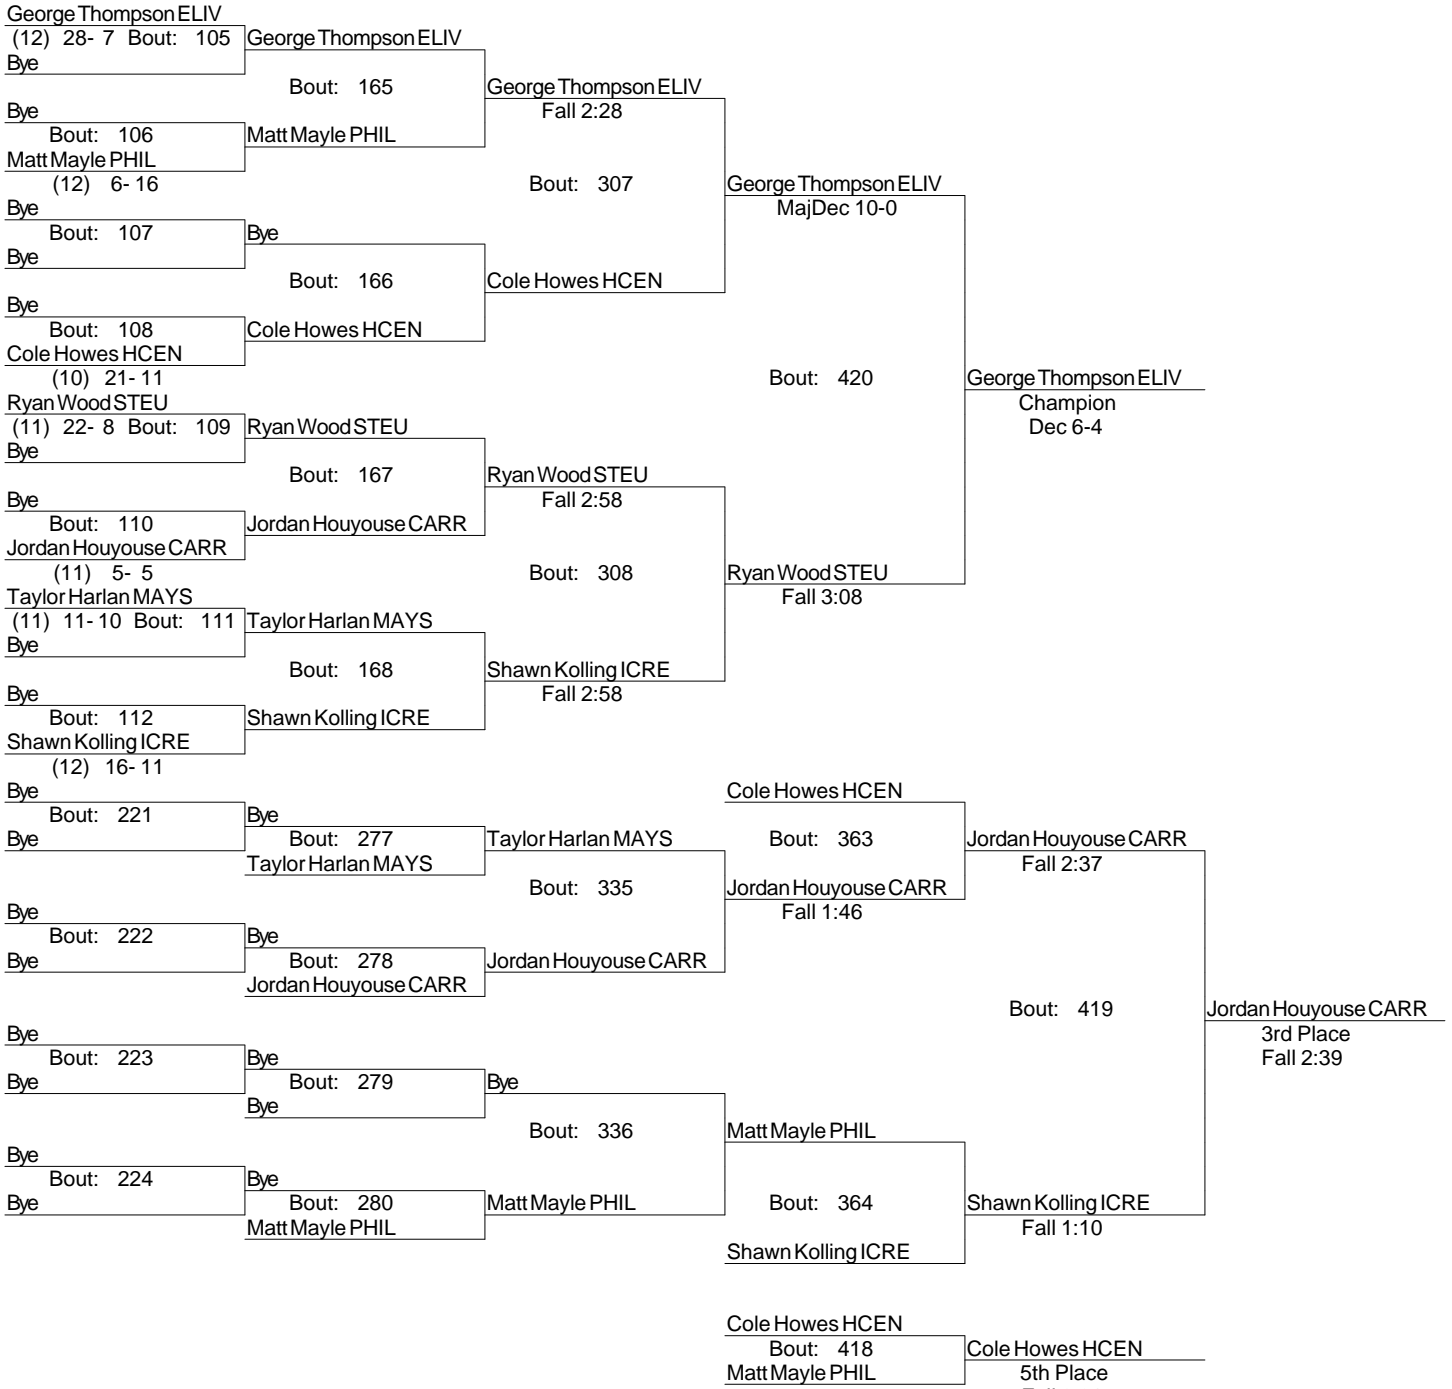 George Thompson ELIV
(12) 28- 7 Bout: 105 George Thompson ELIV
Bye
Bout: 165 George Thompson ELIV
Bye Fall 2:28
Bout: 106 Matt Mayle PHIL
Matt Mayle PHIL
(12) 6- 16 Bout: 307 George Thompson ELIV
Bye MajDec 10-0
Bout: 107 Bye
Bye
Bout: 166 Cole Howes HCEN
Bye
Bout: 108 Cole Howes HCEN
Cole Howes HCEN
(10) 21- 11 Bout: 420 George Thompson ELIV
Ryan Wood STEU Champion
(11) 22- 8 Bout: 109 Ryan Wood STEU Dec 6-4
Bye
Bout: 167 Ryan Wood STEU
Bye Fall 2:58
Bout: 110 Jordan Houyouse CARR
Jordan Houyouse CARR
(11) 5- 5 Bout: 308 Ryan Wood STEU
Taylor Harlan MAYS Fall 3:08
(11) 11- 10 Bout: 111 Taylor Harlan MAYS
Bye
Bout: 168 Shawn Kolling ICRE
Bye Fall 2:58
Bout: 112 Shawn Kolling ICRE
Shawn Kolling ICRE
(12) 16- 11
Bye Cole Howes HCEN
Bout: 221 Bye
Bye Bout: 277 Taylor Harlan MAYS Bout: 363 Jordan Houyouse CARR
Taylor Harlan MAYS Fall 2:37
Bout: 335 Jordan Houyouse CARR
Bye Fall 1:46
Bout: 222 Bye
Bye Bout: 278 Jordan Houyouse CARR
Jordan Houyouse CARR
Bout: 419 Jordan Houyouse CARR
Bye 3rd Place
Bout: 223 Bye Fall 2:39
Bye Bout: 279 Bye
Bye
Bout: 336 Matt Mayle PHIL
Bye
Bout: 224 Bye
Bye Bout: 280 Matt Mayle PHIL Bout: 364 Shawn Kolling ICRE
Matt Mayle PHIL Fall 1:10
Shawn Kolling ICRE
Cole Howes HCEN
Bout: 418 Cole Howes HCEN
Matt Mayle PHIL 5th Place